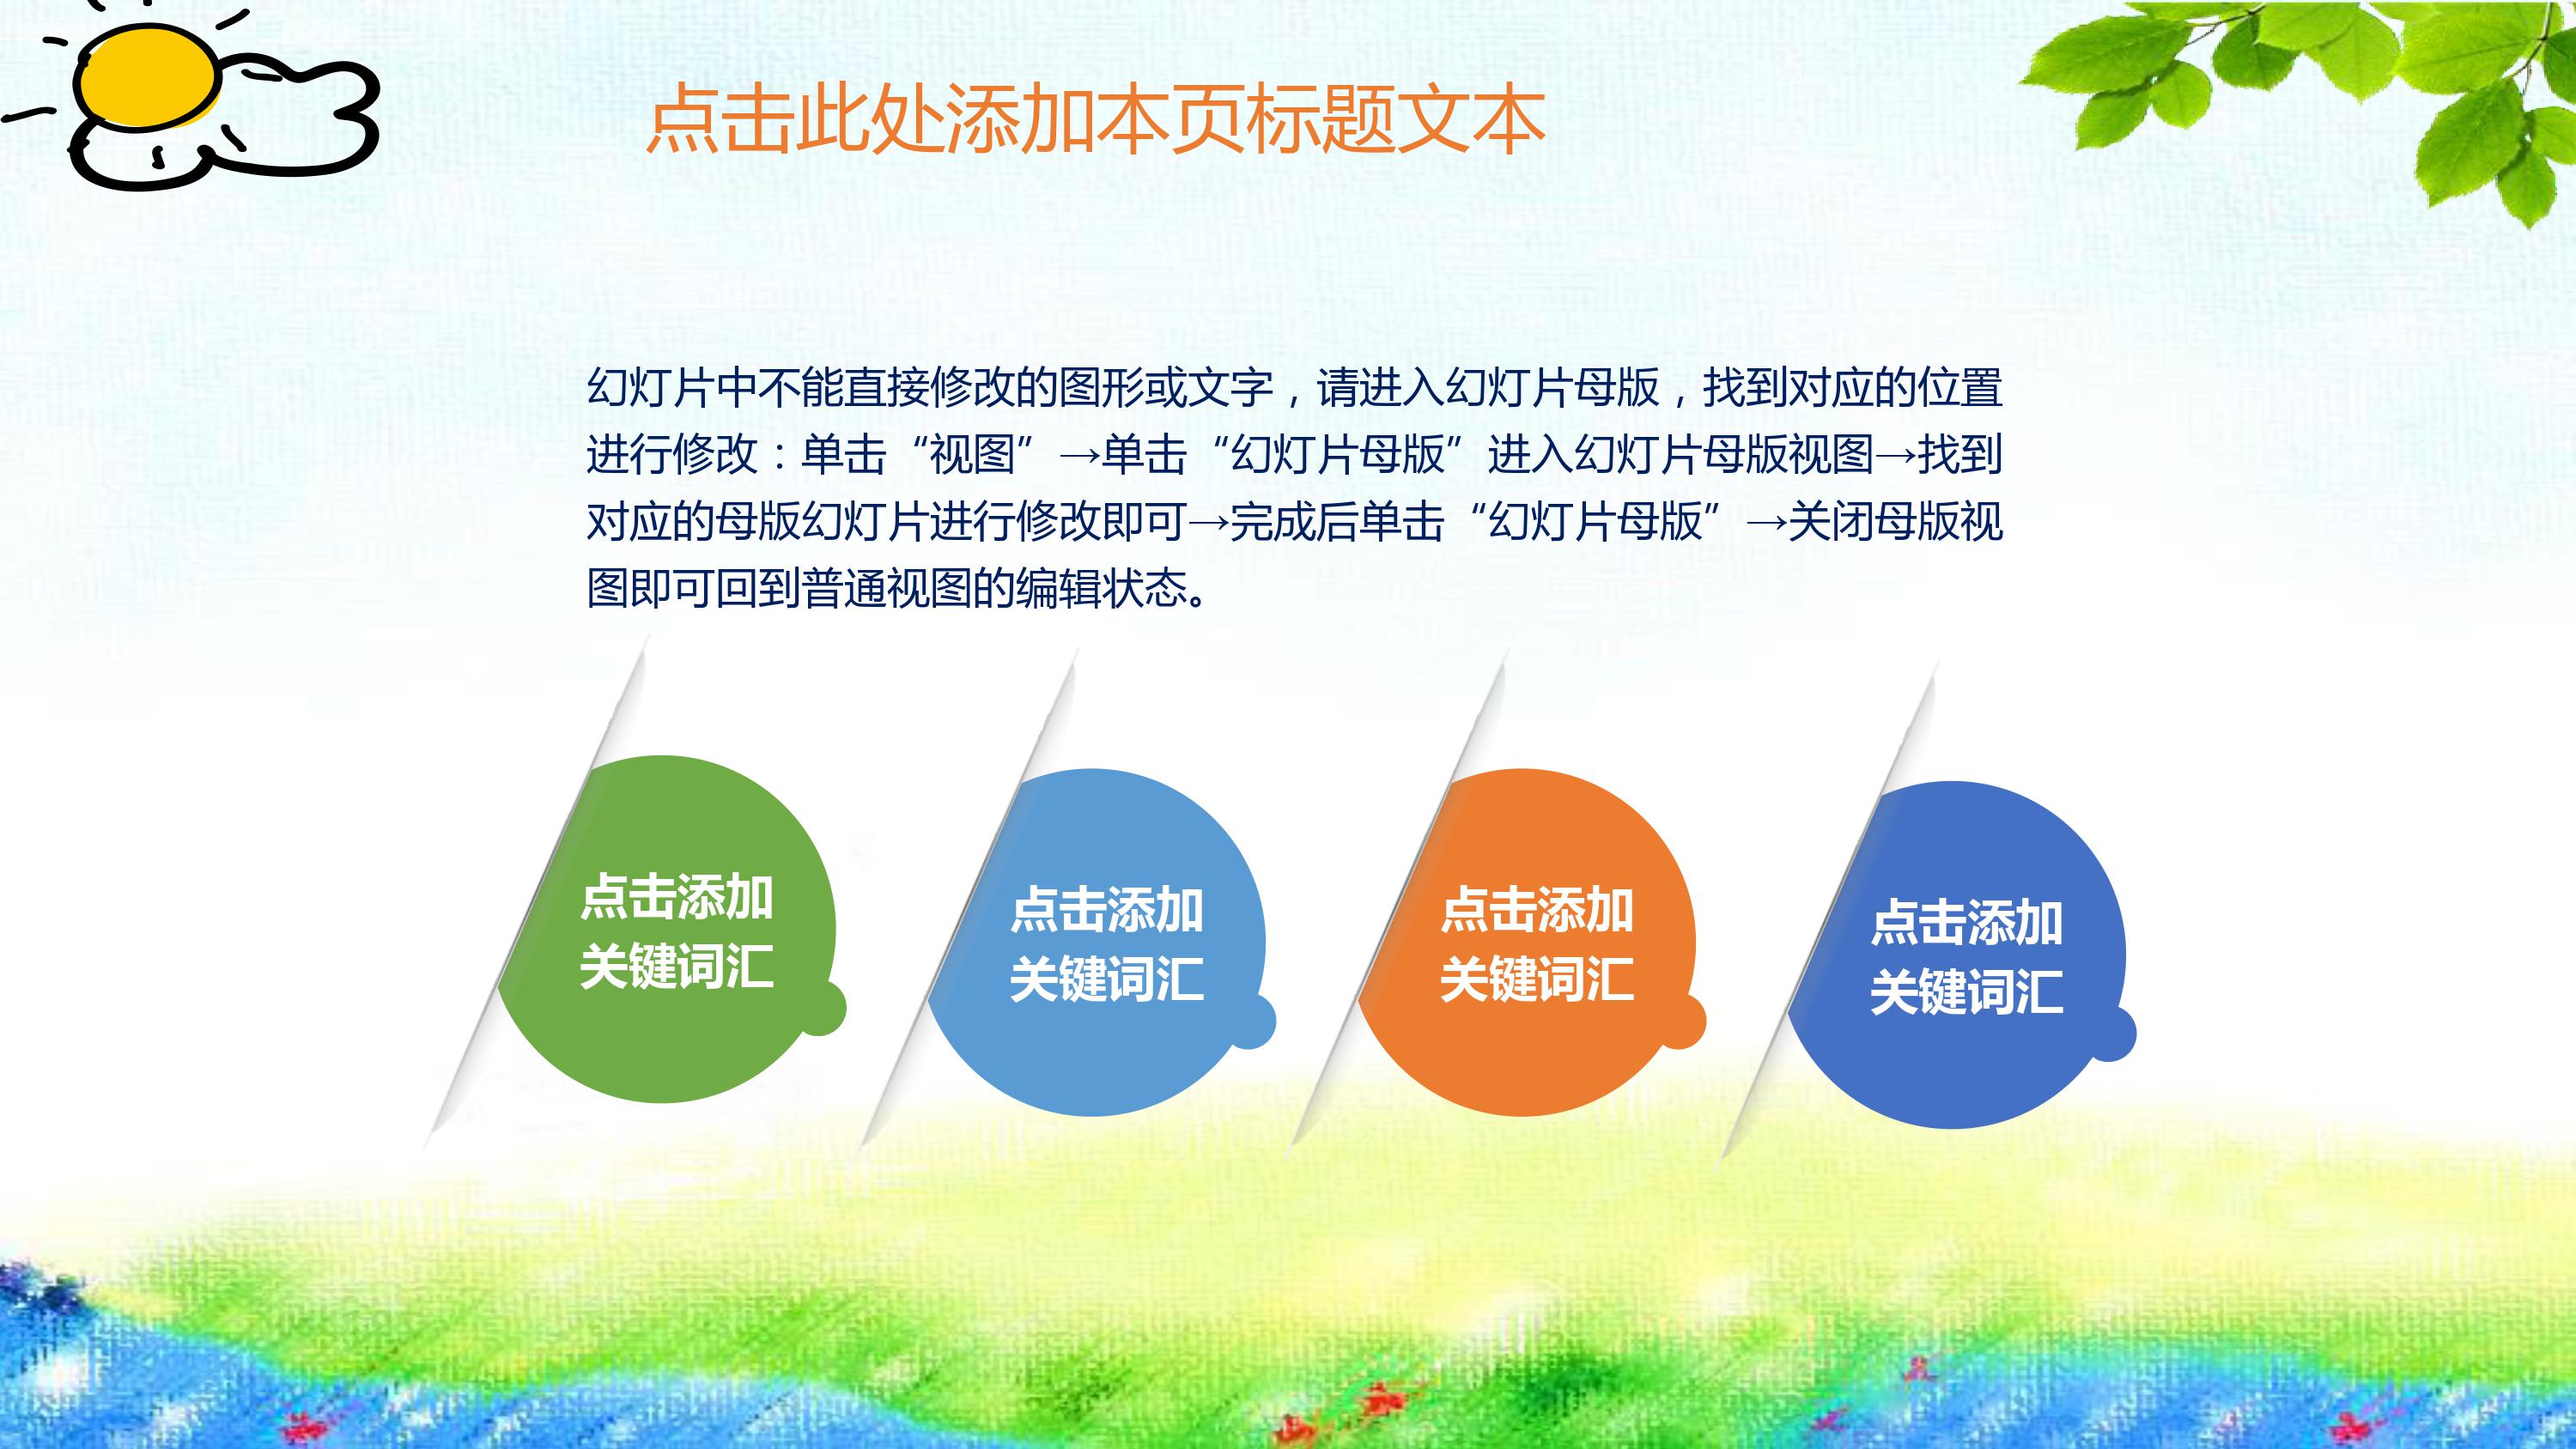 点击此处添加本页标题文本
幻灯片中不能直接修改的图形或文字，请进入幻灯片母版，找到对应的位置
进行修改：单击“视图”→单击“幻灯片母版”进入幻灯片母版视图→找到
对应的母版幻灯片进行修改即可→完成后单击“幻灯片母版”→关闭母版视
图即可回到普通视图的编辑状态。
点击添加
关键词汇
点击添加
关键词汇
点击添加
关键词汇
点击添加
关键词汇